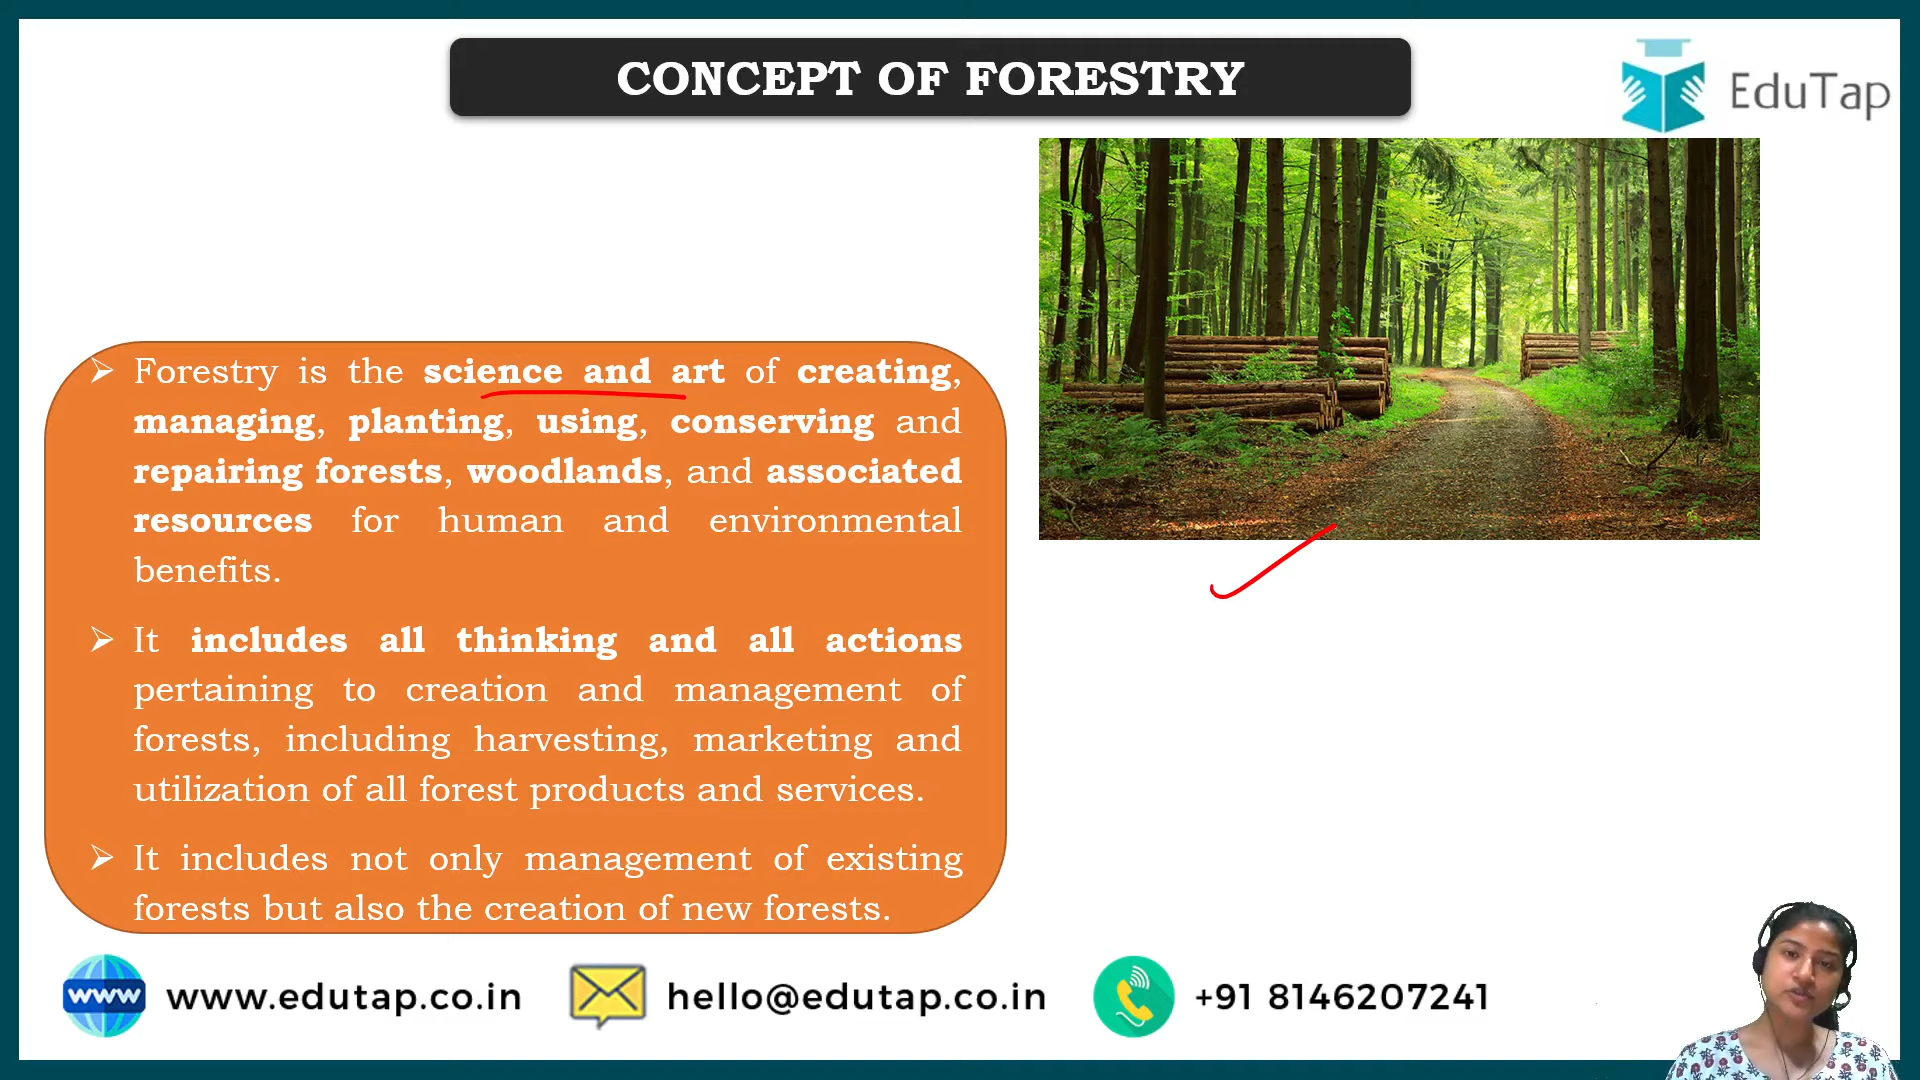 CONCEPT OF FORESTRY
EduTap
➢ Forestry is the science and art of creating,
managing, planting, using, conserving and
repairing forests, woodlands, and associated
resources for human and environmental
benefits.
➢ It includes all thinking and all actions
pertaining to creation and management of
forests, including harvesting, marketing and
utilization of all forest products and services.
➢ It includes not only management of existing
forests but also the creation of new forests.
www www.edutap.co.in hello@edutap.co.in +91 8146207241